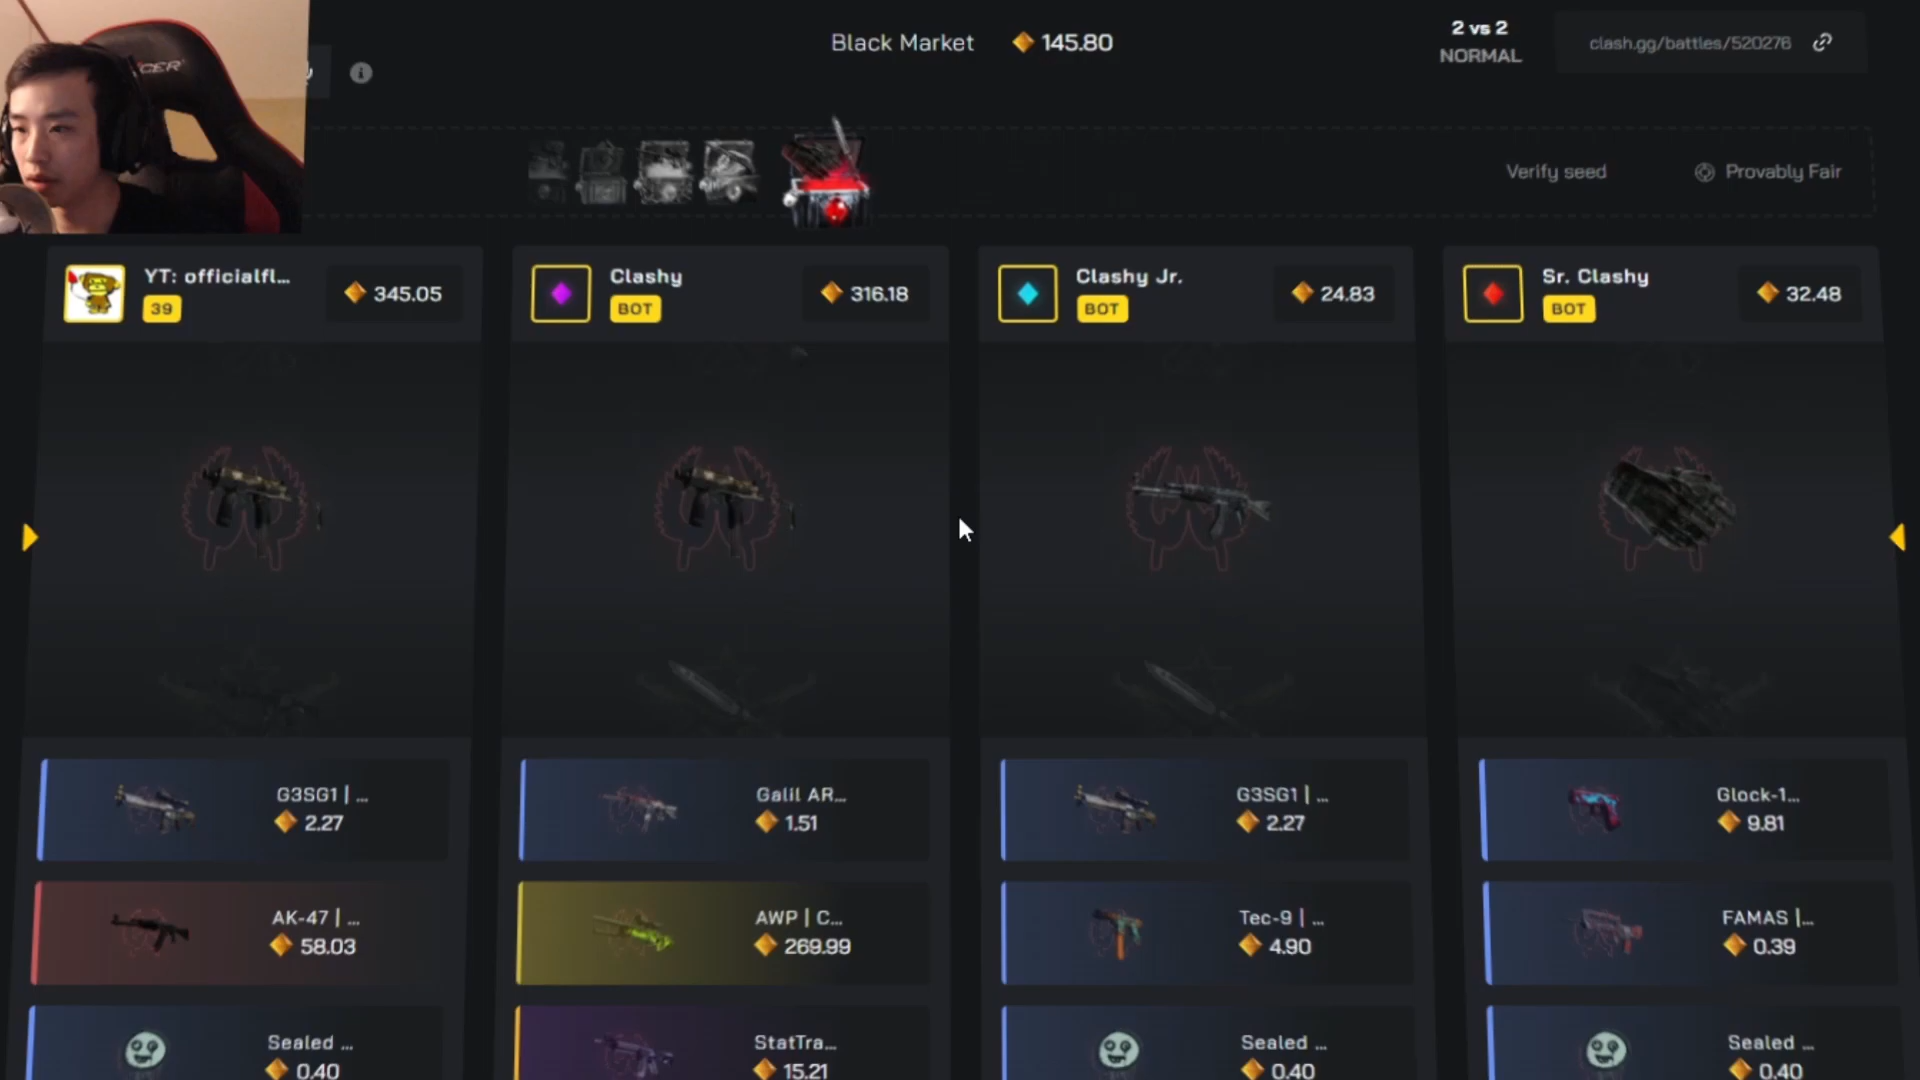 Black Market 145.80
2 vs 2
NORMAL
clash.gg/battles/520276
Verify seed
Provably Fair
YT: officialfl...
39
345.05
Clashy
BOT
316.18
Clashy Jr.
BOT
24.83
Sr. Clashy
BOT
32.48
G3SG1 | ...
2.27
Galil AR...
1.51
G3SG1 | ...
2.27
Glock-1...
9.81
AK-47 | ...
58.03
AWP | C...
269.99
Tec-9 | ...
4.90
FAMAS |...
0.39
Sealed ...
0.40
StatTra...
15.21
Sealed ...
0.40
Sealed ...
0.40